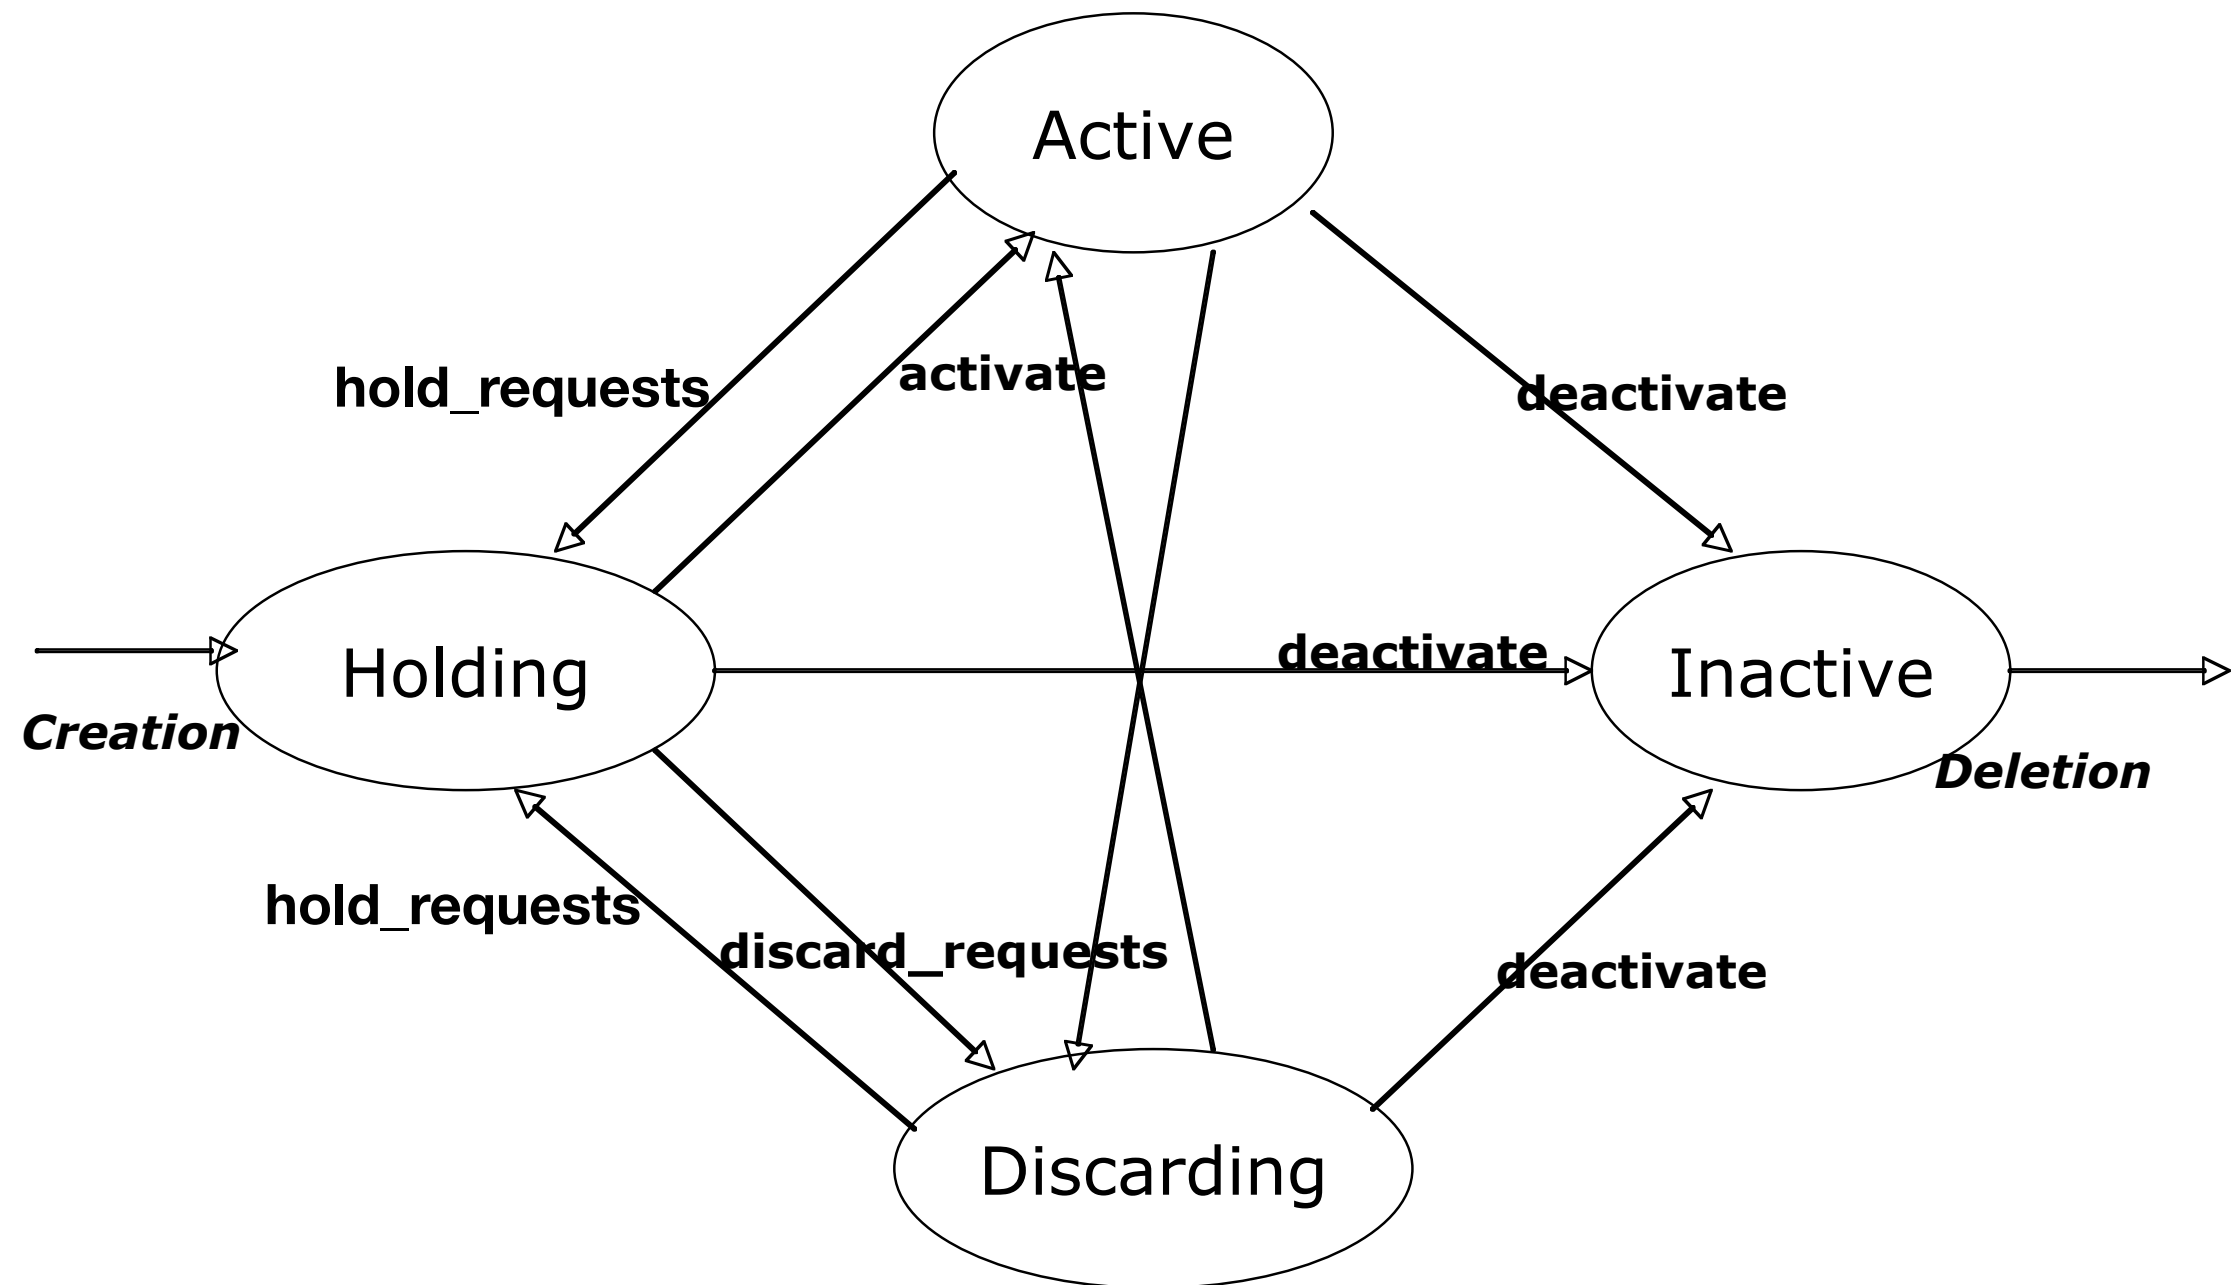 Active
hold_requests
activate
deactivate
Holding
deactivate
Inactive
Creation
Deletion
hold_requests
discard_requests
deactivate
Discarding